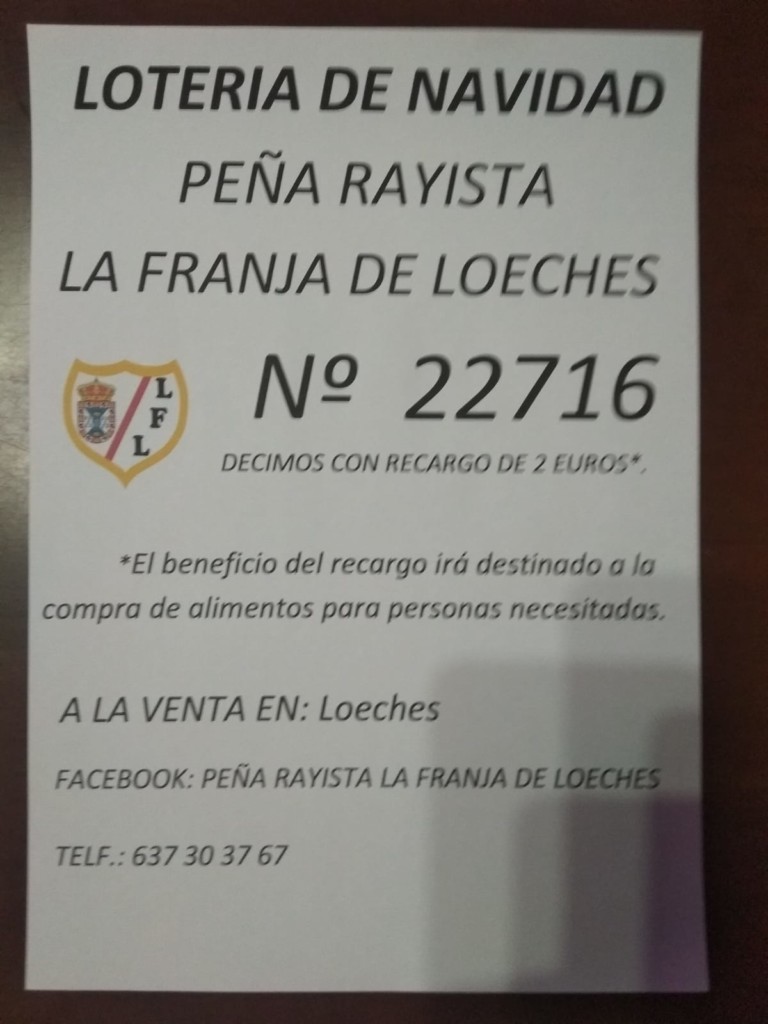 LOTERIA DE NAVIDAD
PEÑA RAYISTA
LA FRANJA DE LOECHES
L
F
L
Nº 22716
DECIMOS CON RECARGO DE 2 EUROS*.
*El beneficio del recargo irá destinado a la
compra de alimentos para personas necesitadas.
A LA VENTA EN: Loeches
FACEBOOK: PEÑA RAYISTA LA FRANJA DE LOECHES
TELF.: 637 30 37 67